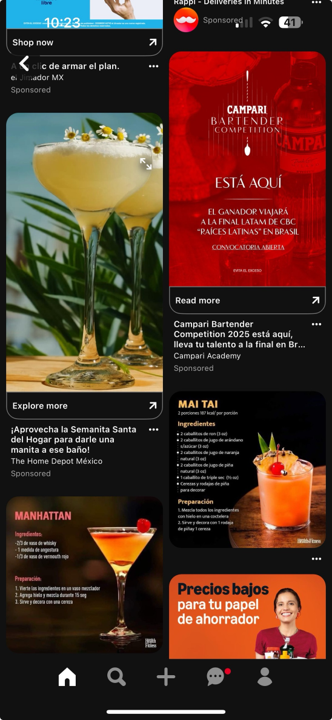 10:23
41
Shop now
A un clic de armar el plan.
el Jimador MX
Sponsored
Explore more
¡Aprovecha la Semanita Santa
del Hogar para darle una
manita a ese baño!
The Home Depot México
Sponsored
MANHATTAN
Ingredientes:
-2/3 de vaso de whisky
- 1 medida de angostura
-1/3 de vaso de vermouth rojo
Preparación:
1. Vierte los ingredientes en un vaso mezclador
2. Agrega hielo y mezcla durante 15 seg
3. Sirve y decora con una cereza
Rappi - Deliveries in Minutes
Sponsored
CAMPARI
BARTENDER
COMPETITION
CAMPARI
ESTÁ AQUÍ
EL GANADOR VIAJARÁ
A LA FINAL LATAM DE CBC
"RAÍCES LATINAS" EN BRASIL
CONVOCATORIA ABIERTA
Read more
Campari Bartender
Competition 2025 está aquí,
lleva tu talento a la final en Br...
Campari Academy
Sponsored
MAI TAI
2 porciones 187 kcal/ por porción
Ingredientes
• 2 caballitos de ron (3 oz)
• 2 caballitos de jugo de arándano
s/azúcar (3 oz)
• 2 caballitos de jugo de naranja
natural (3 oz)
• 2 caballitos de jugo de piña
natural (3 oz)
• 1 caballito de triple sec (1½ oz)
• Cerezas y rodajas de piña
para decorar
Preparación
1. Mezcla todos los ingredientes
con hielo en una coctelera
2. Sirve y decora con 1 rodaja
de piña y 1 cereza
Precios bajos
para tu papel
de ahorrador